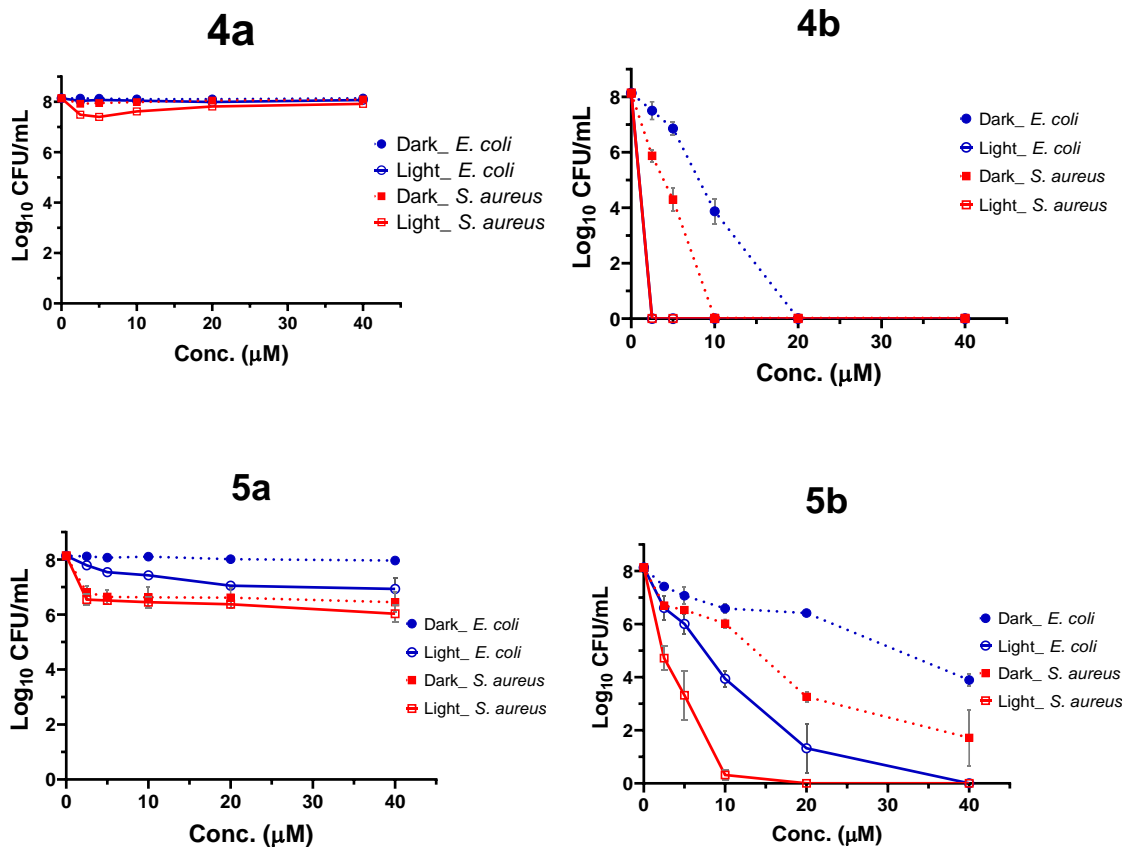 4a
Log10 CFU/mL
8
6
4
2
0
0 10 20 30 40
Conc. (μM)
Dark_ E. coli
Light_ E. coli
Dark_ S. aureus
Light_ S. aureus
4b
Log10 CFU/mL
8
6
4
2
0
0 10 20 30 40
Conc. (μM)
Dark_ E. coli
Light_ E. coli
Dark_ S. aureus
Light_ S. aureus
5a
Log10 CFU/mL
8
6
4
2
0
0 10 20 30 40
Conc. (μM)
Dark_ E. coli
Light_ E. coli
Dark_ S. aureus
Light_ S. aureus
5b
Log10 CFU/mL
8
6
4
2
0
0 10 20 30 40
Conc. (μM)
Dark_ E. coli
Light_ E. coli
Dark_ S. aureus
Light_ S. aureus